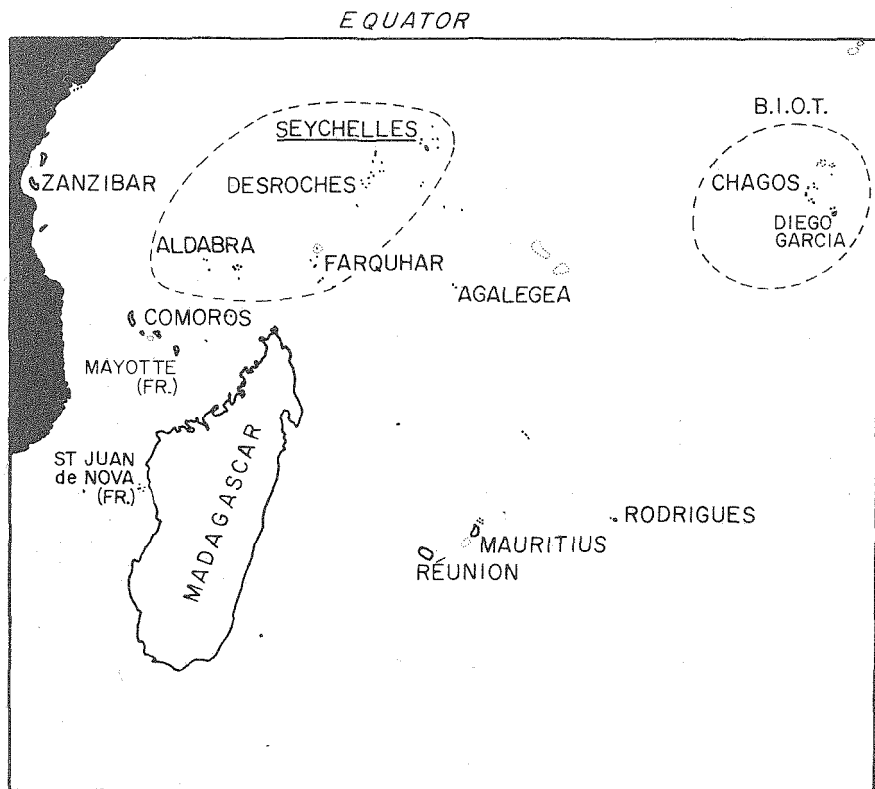 EQUATOR
B.I.O.T.
SEYCHELLES
ZANZIBAR
DESROCHES
CHAGOS
DIEGO
GARCIA
ALDABRA
FARQUHAR
AGALEGEA
COMOROS
MAYOTTE
(FR.)
MADAGASCAR
ST JUAN
de NOVA
(FR.)
RODRIGUES
MAURITIUS
RÉUNION